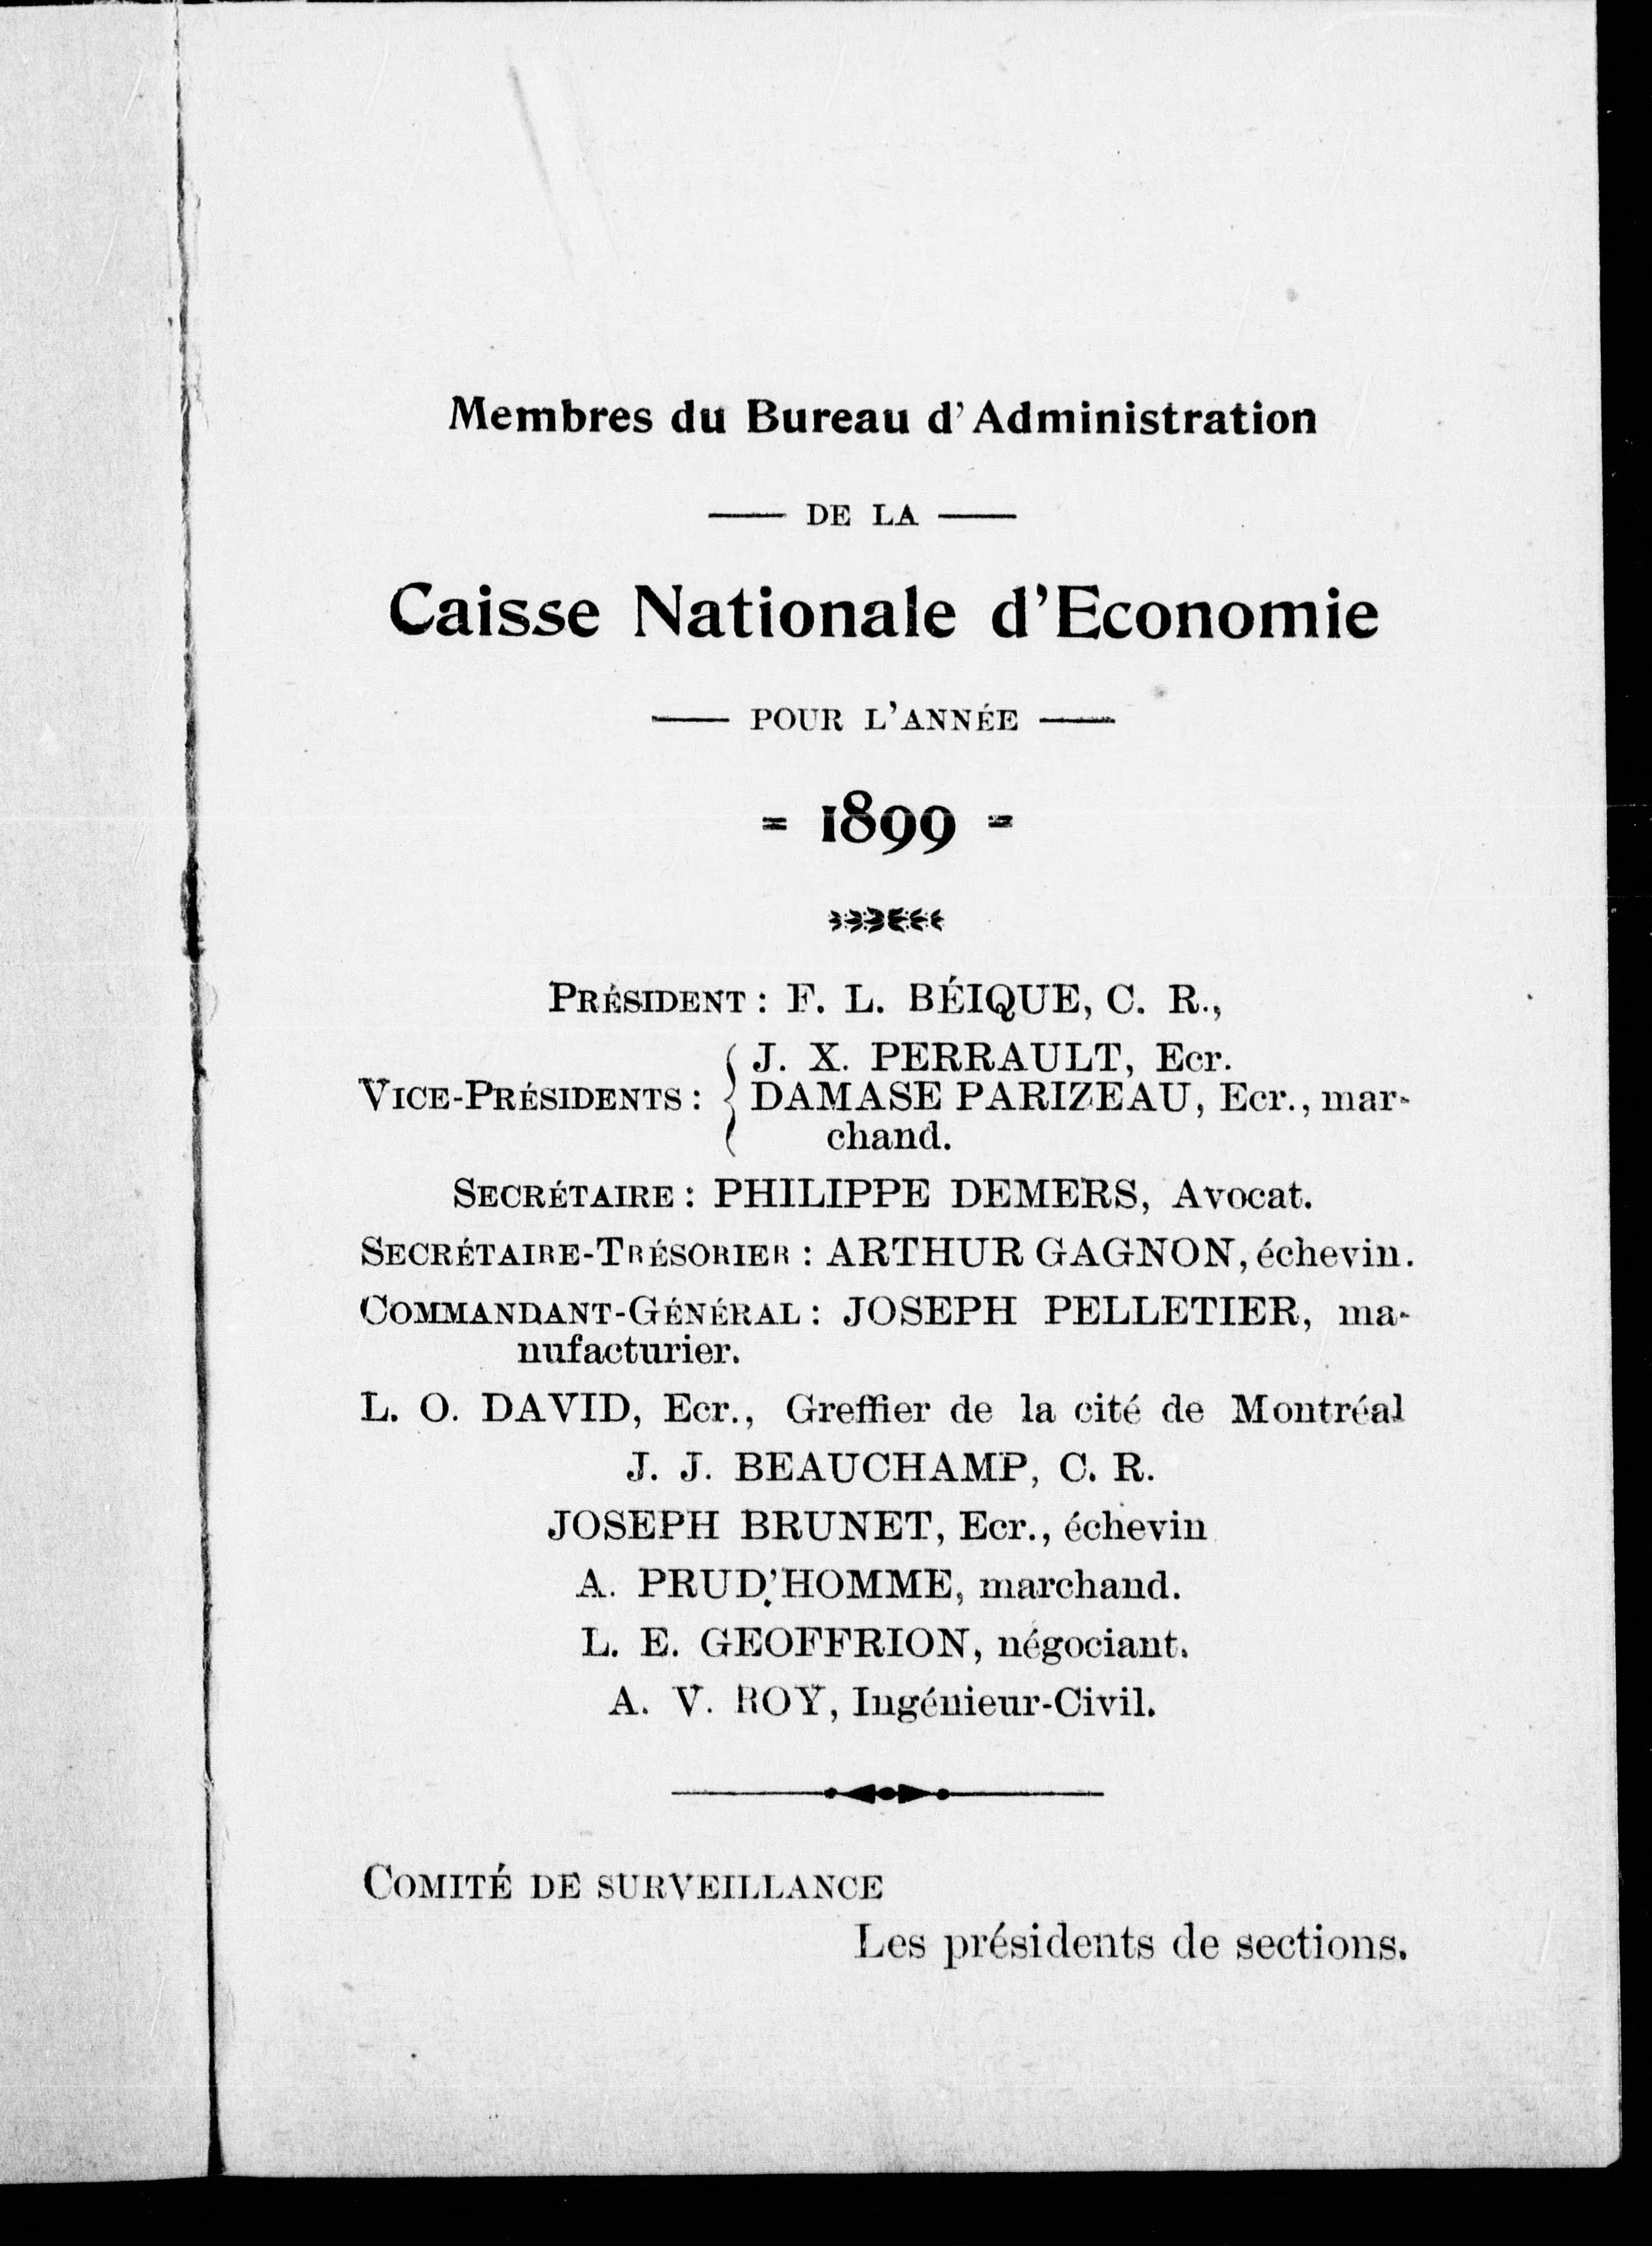 Membres du Bureau d'Administration
— DE LA —
Caisse Nationale d'Economie
— POUR L'ANNÉE —
= 1899 =
PRÉSIDENT : F. L. BÉIQUE, C. R.,
J. X. PERRAULT, Ecr.
VICE-PRÉSIDENTS : { DAMASE PARIZEAU, Ecr., mar-
chand.
SECRÉTAIRE : PHILIPPE DEMERS, Avocat.
SECRÉTAIRE-TRÉSORIER : ARTHUR GAGNON, échevin.
COMMANDANT-GÉNÉRAL : JOSEPH PELLETIER, ma-
nufacturier.
L. O. DAVID, Ecr., Greffier de la cité de Montréal
J. J. BEAUCHAMP, C. R.
JOSEPH BRUNET, Ecr., échevin
A. PRUD'HOMME, marchand.
L. E. GEOFFRION, négociant.
A. V. ROY, Ingénieur-Civil.
COMITÉ DE SURVEILLANCE
Les présidents de sections.